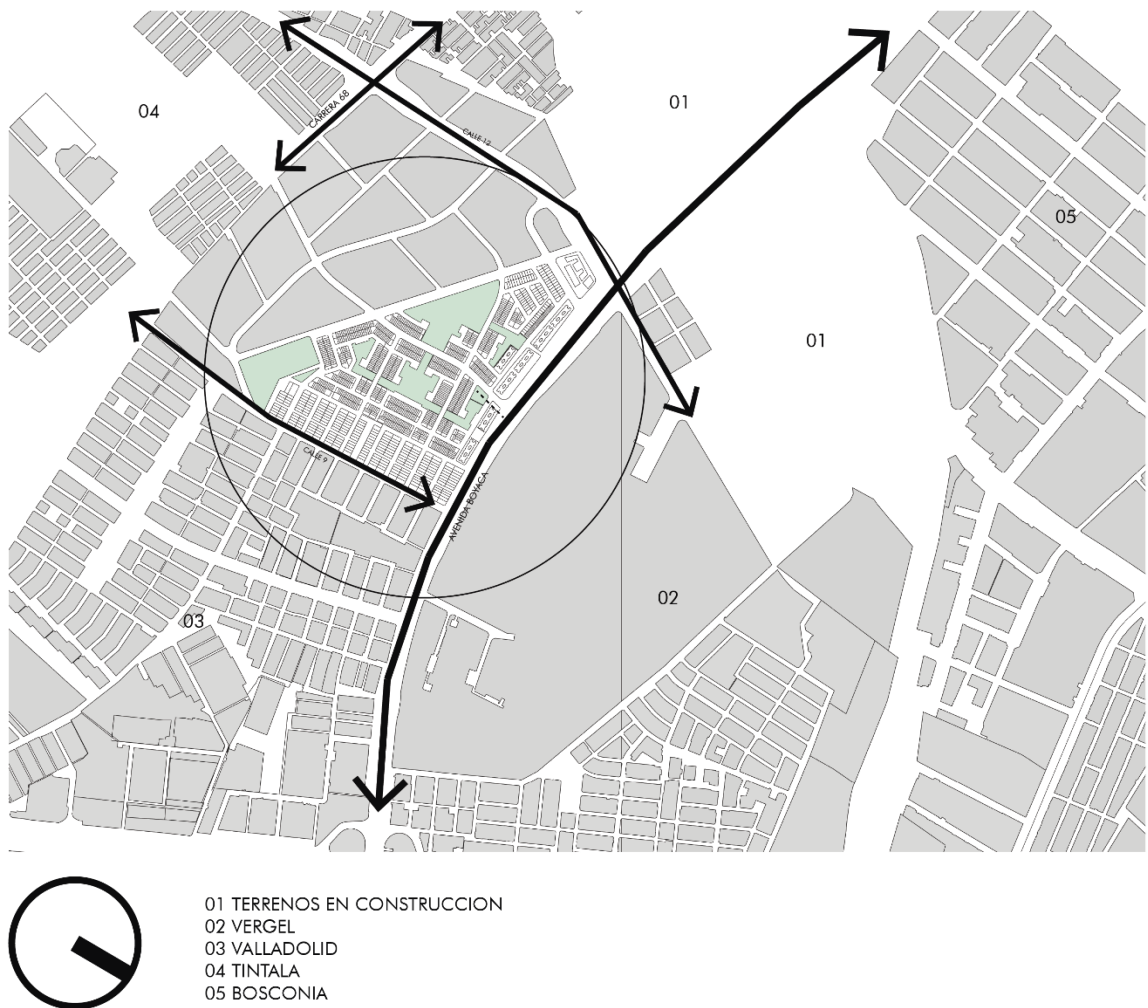 04
CARRERA 68
CALLE 12
01
05
01
CALLE 9
AVENIDA BOYACA
02
03
01 TERRENOS EN CONSTRUCCION
02 VERGEL
03 VALLADOLID
04 TINTALA
05 BOSCONIA